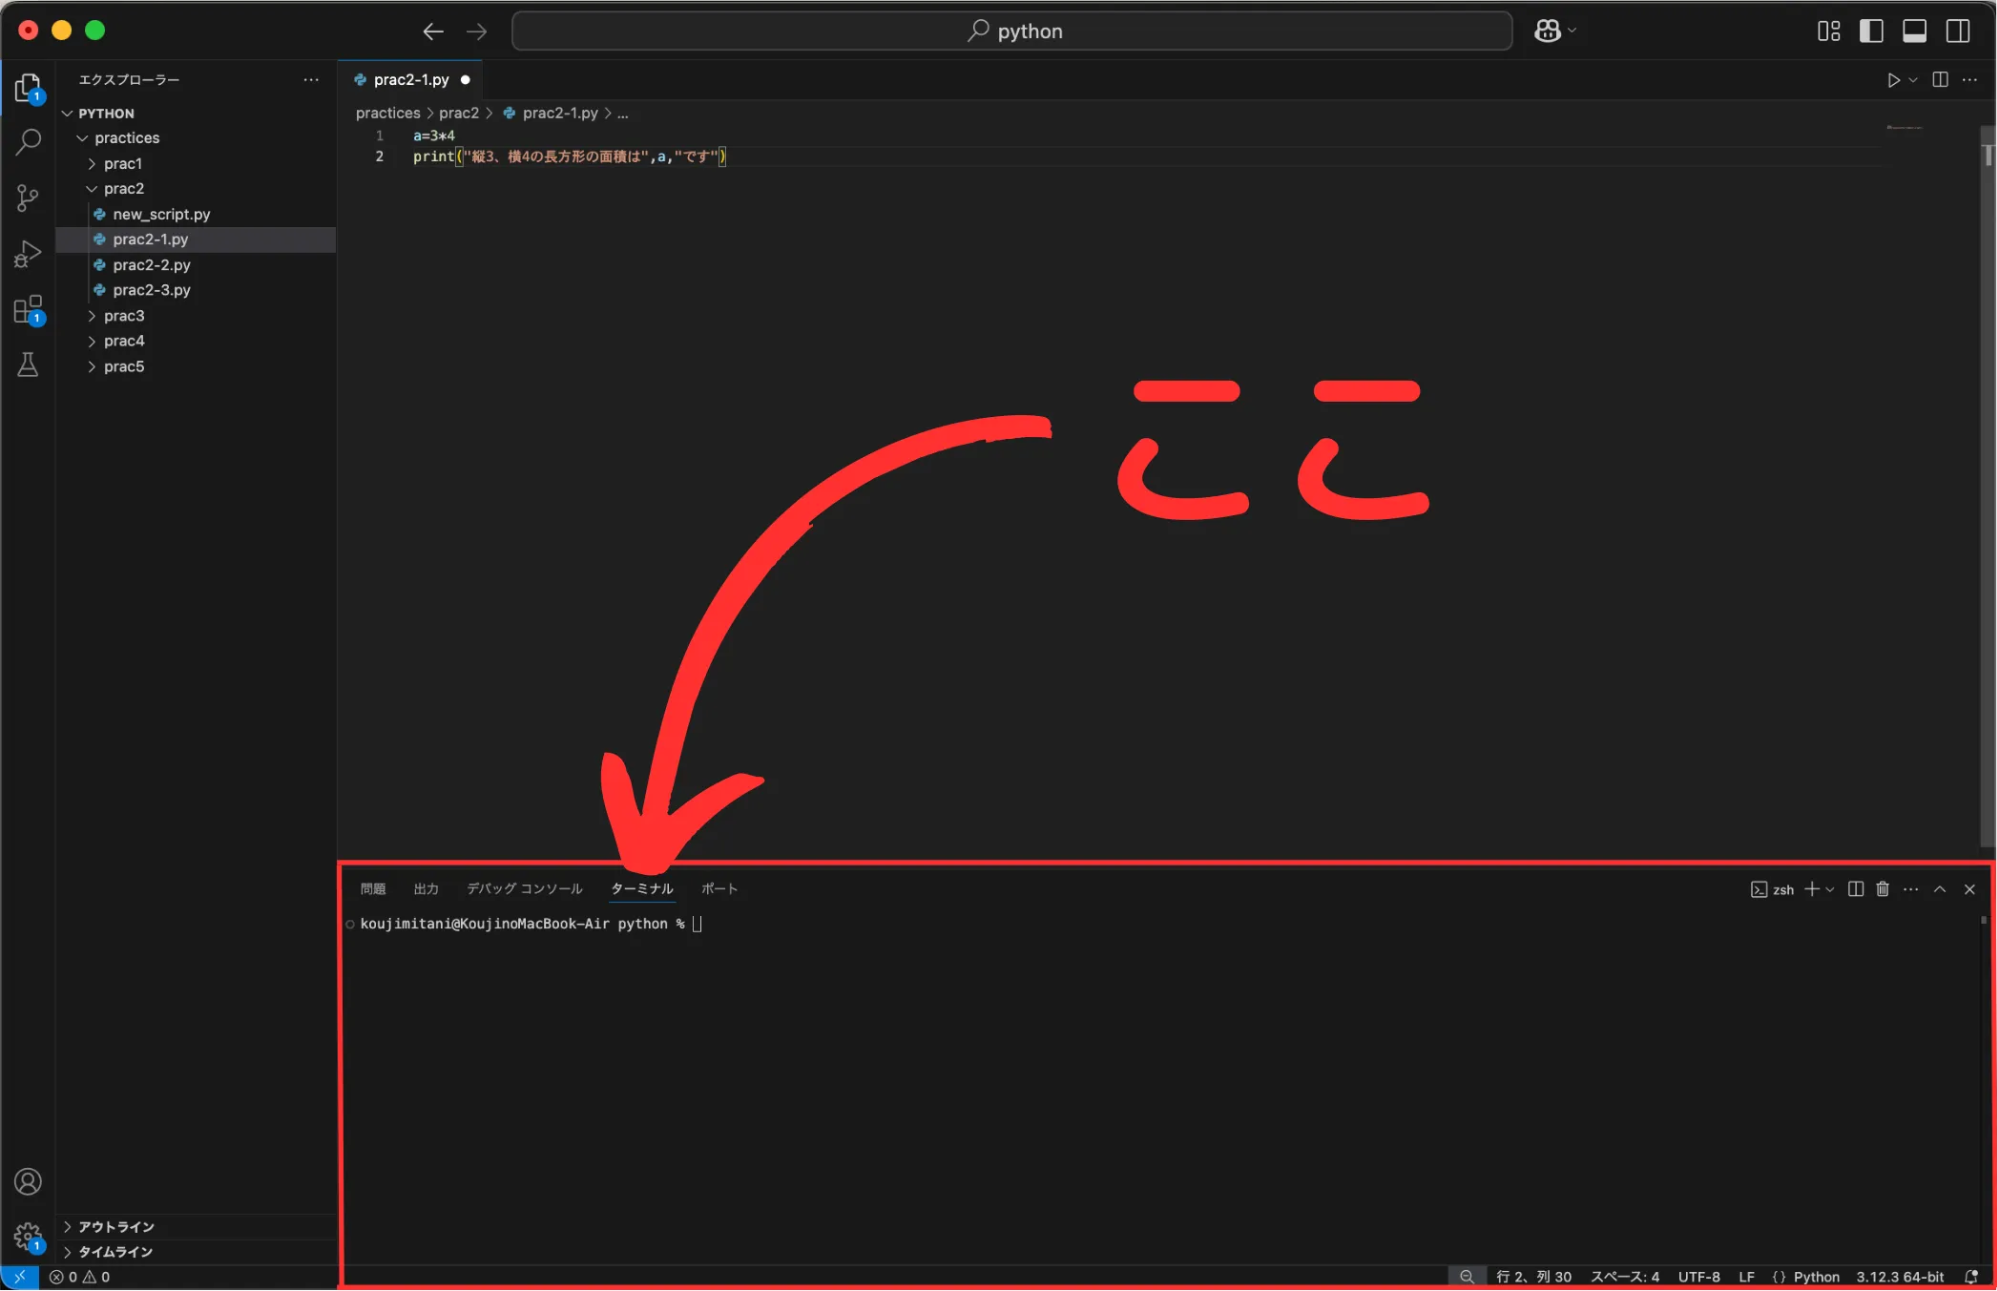 python
エクスプローラー
prac2-1.py
PYTHON
practices > prac2 > prac2-1.py > ...
practices
prac1
prac2
new_script.py
prac2-1.py
prac2-2.py
prac2-3.py
prac3
prac4
prac5
1 a=3*4
2 print("縦3、横4の長方形の面積は",a,"です")
ここ
問題 出力 デバッグ コンソール ターミナル ポート
zsh
koujimitani@KoujinoMacBook-Air python %
アウトライン
タイムライン
1
1
1
0 0
行 2、列 30 スペース: 4 UTF-8 LF {} Python 3.12.3 64-bit